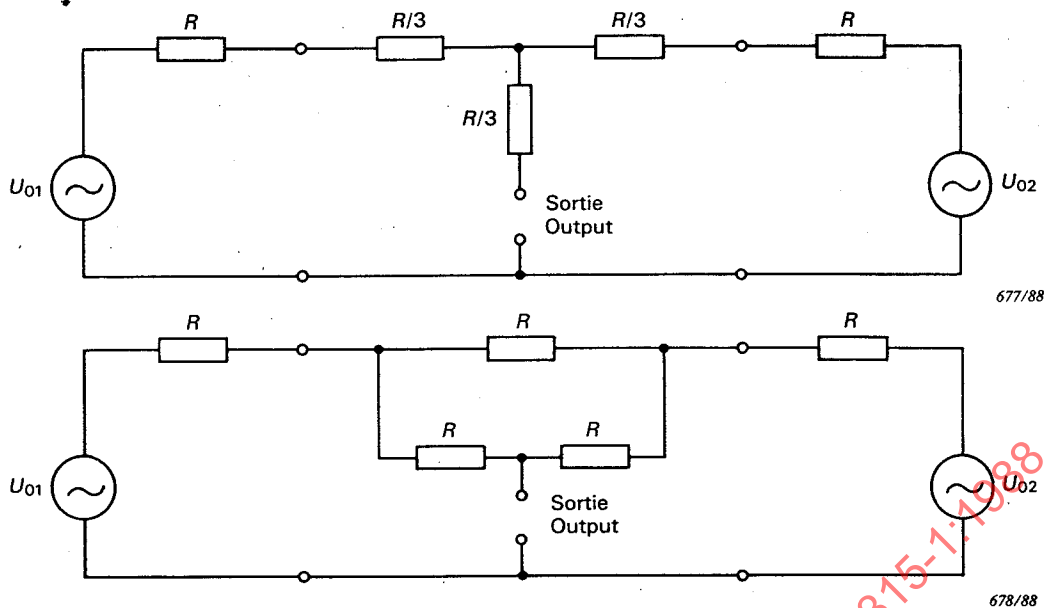 R
R/3
R/3
R
R/3
U01
U02
Sortie
Output
677/88
R
R
R
R
R
U01
U02
Sortie
Output
678/88
315-1:1988